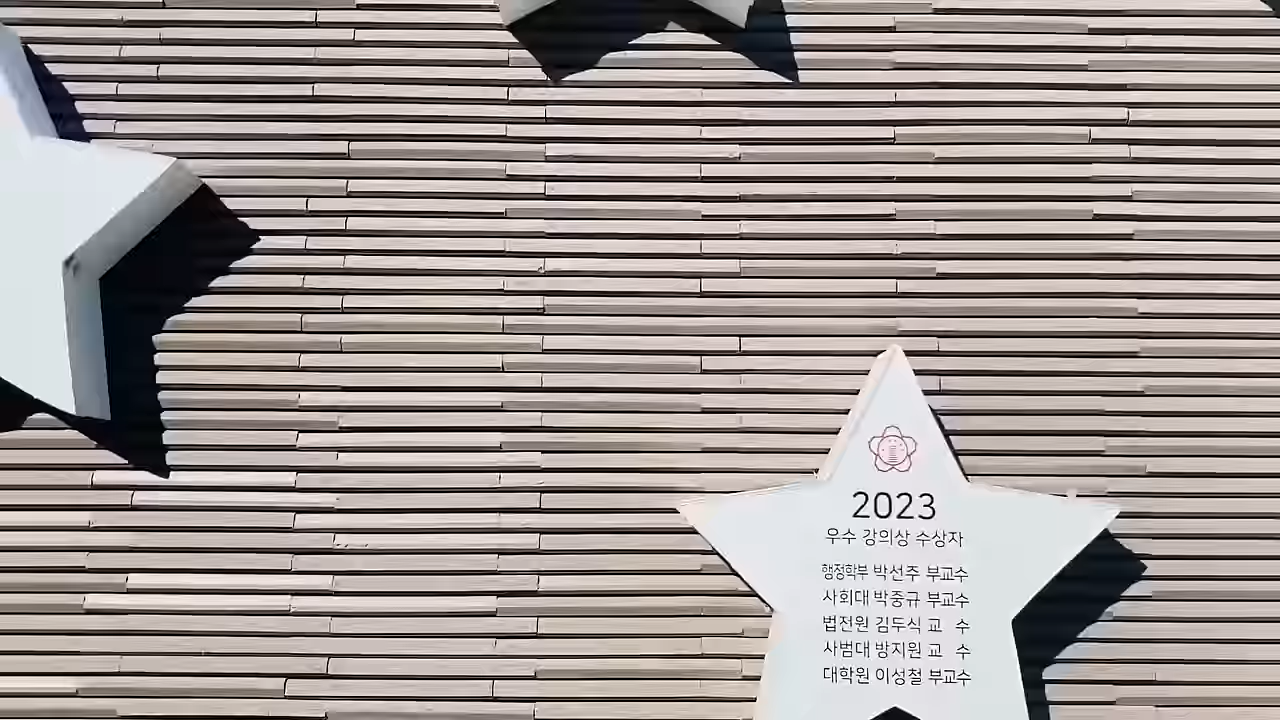 2023
우수 강의상 수상자
행정학부 박선주 부교수
사회대 박중규 부교수
법전원 김두식 교 수
사범대 방지원 교 수
대학원 이성철 부교수